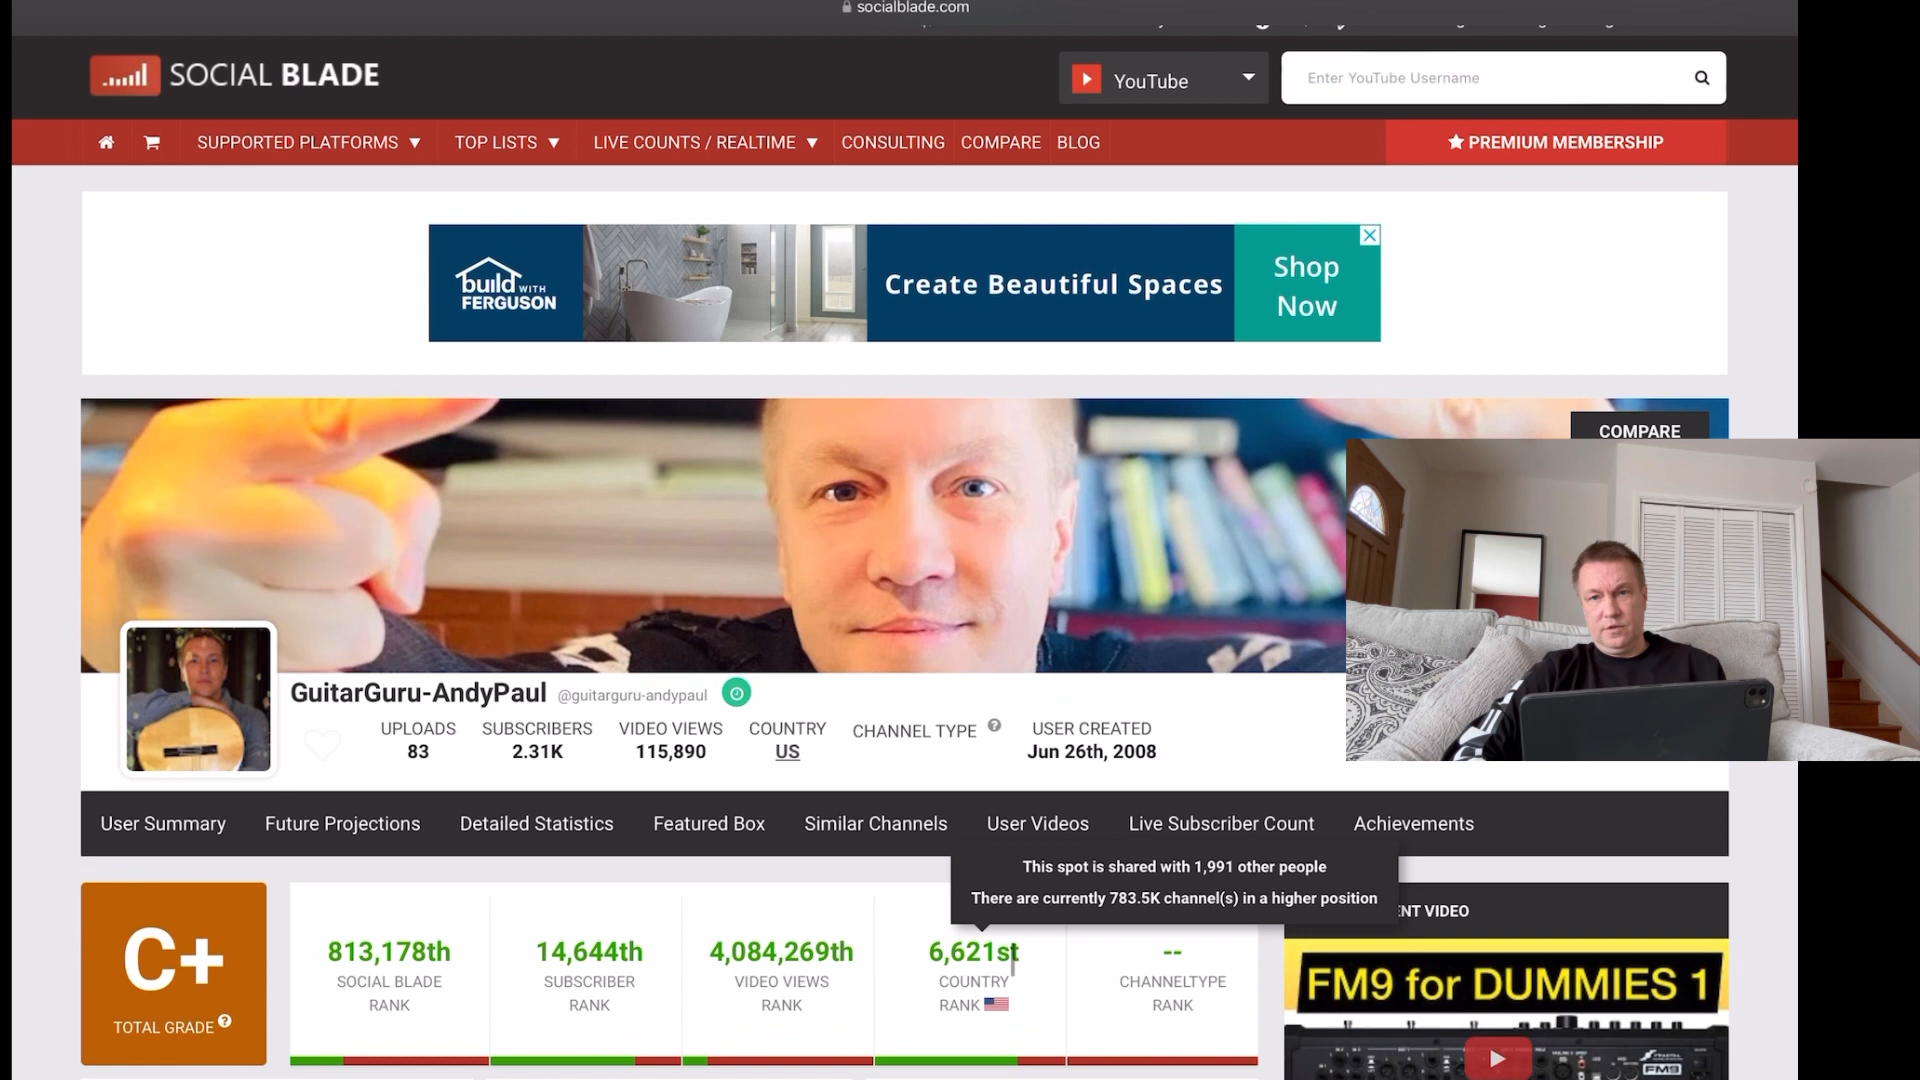 socialblade.com
SOCIAL BLADE
YouTube
Enter YouTube Username
SUPPORTED PLATFORMS ▼
TOP LISTS ▼
LIVE COUNTS / REALTIME ▼
CONSULTING
COMPARE
BLOG
PREMIUM MEMBERSHIP
build WITH
FERGUSON
Create Beautiful Spaces
Shop
Now
COMPARE
GuitarGuru-AndyPaul @guitarguru-andypaul
UPLOADS
83
SUBSCRIBERS
2.31K
VIDEO VIEWS
115,890
COUNTRY
US
CHANNEL TYPE
USER CREATED
Jun 26th, 2008
User Summary
Future Projections
Detailed Statistics
Featured Box
Similar Channels
User Videos
Live Subscriber Count
Achievements
This spot is shared with 1,991 other people
There are currently 783.5K channel(s) in a higher position
C+
TOTAL GRADE
813,178th
SOCIAL BLADE
RANK
14,644th
SUBSCRIBER
RANK
4,084,269th
VIDEO VIEWS
RANK
6,621st
COUNTRY
RANK
--
CHANNELTYPE
RANK
ENT VIDEO
FM9 for DUMMIES 1
FM9